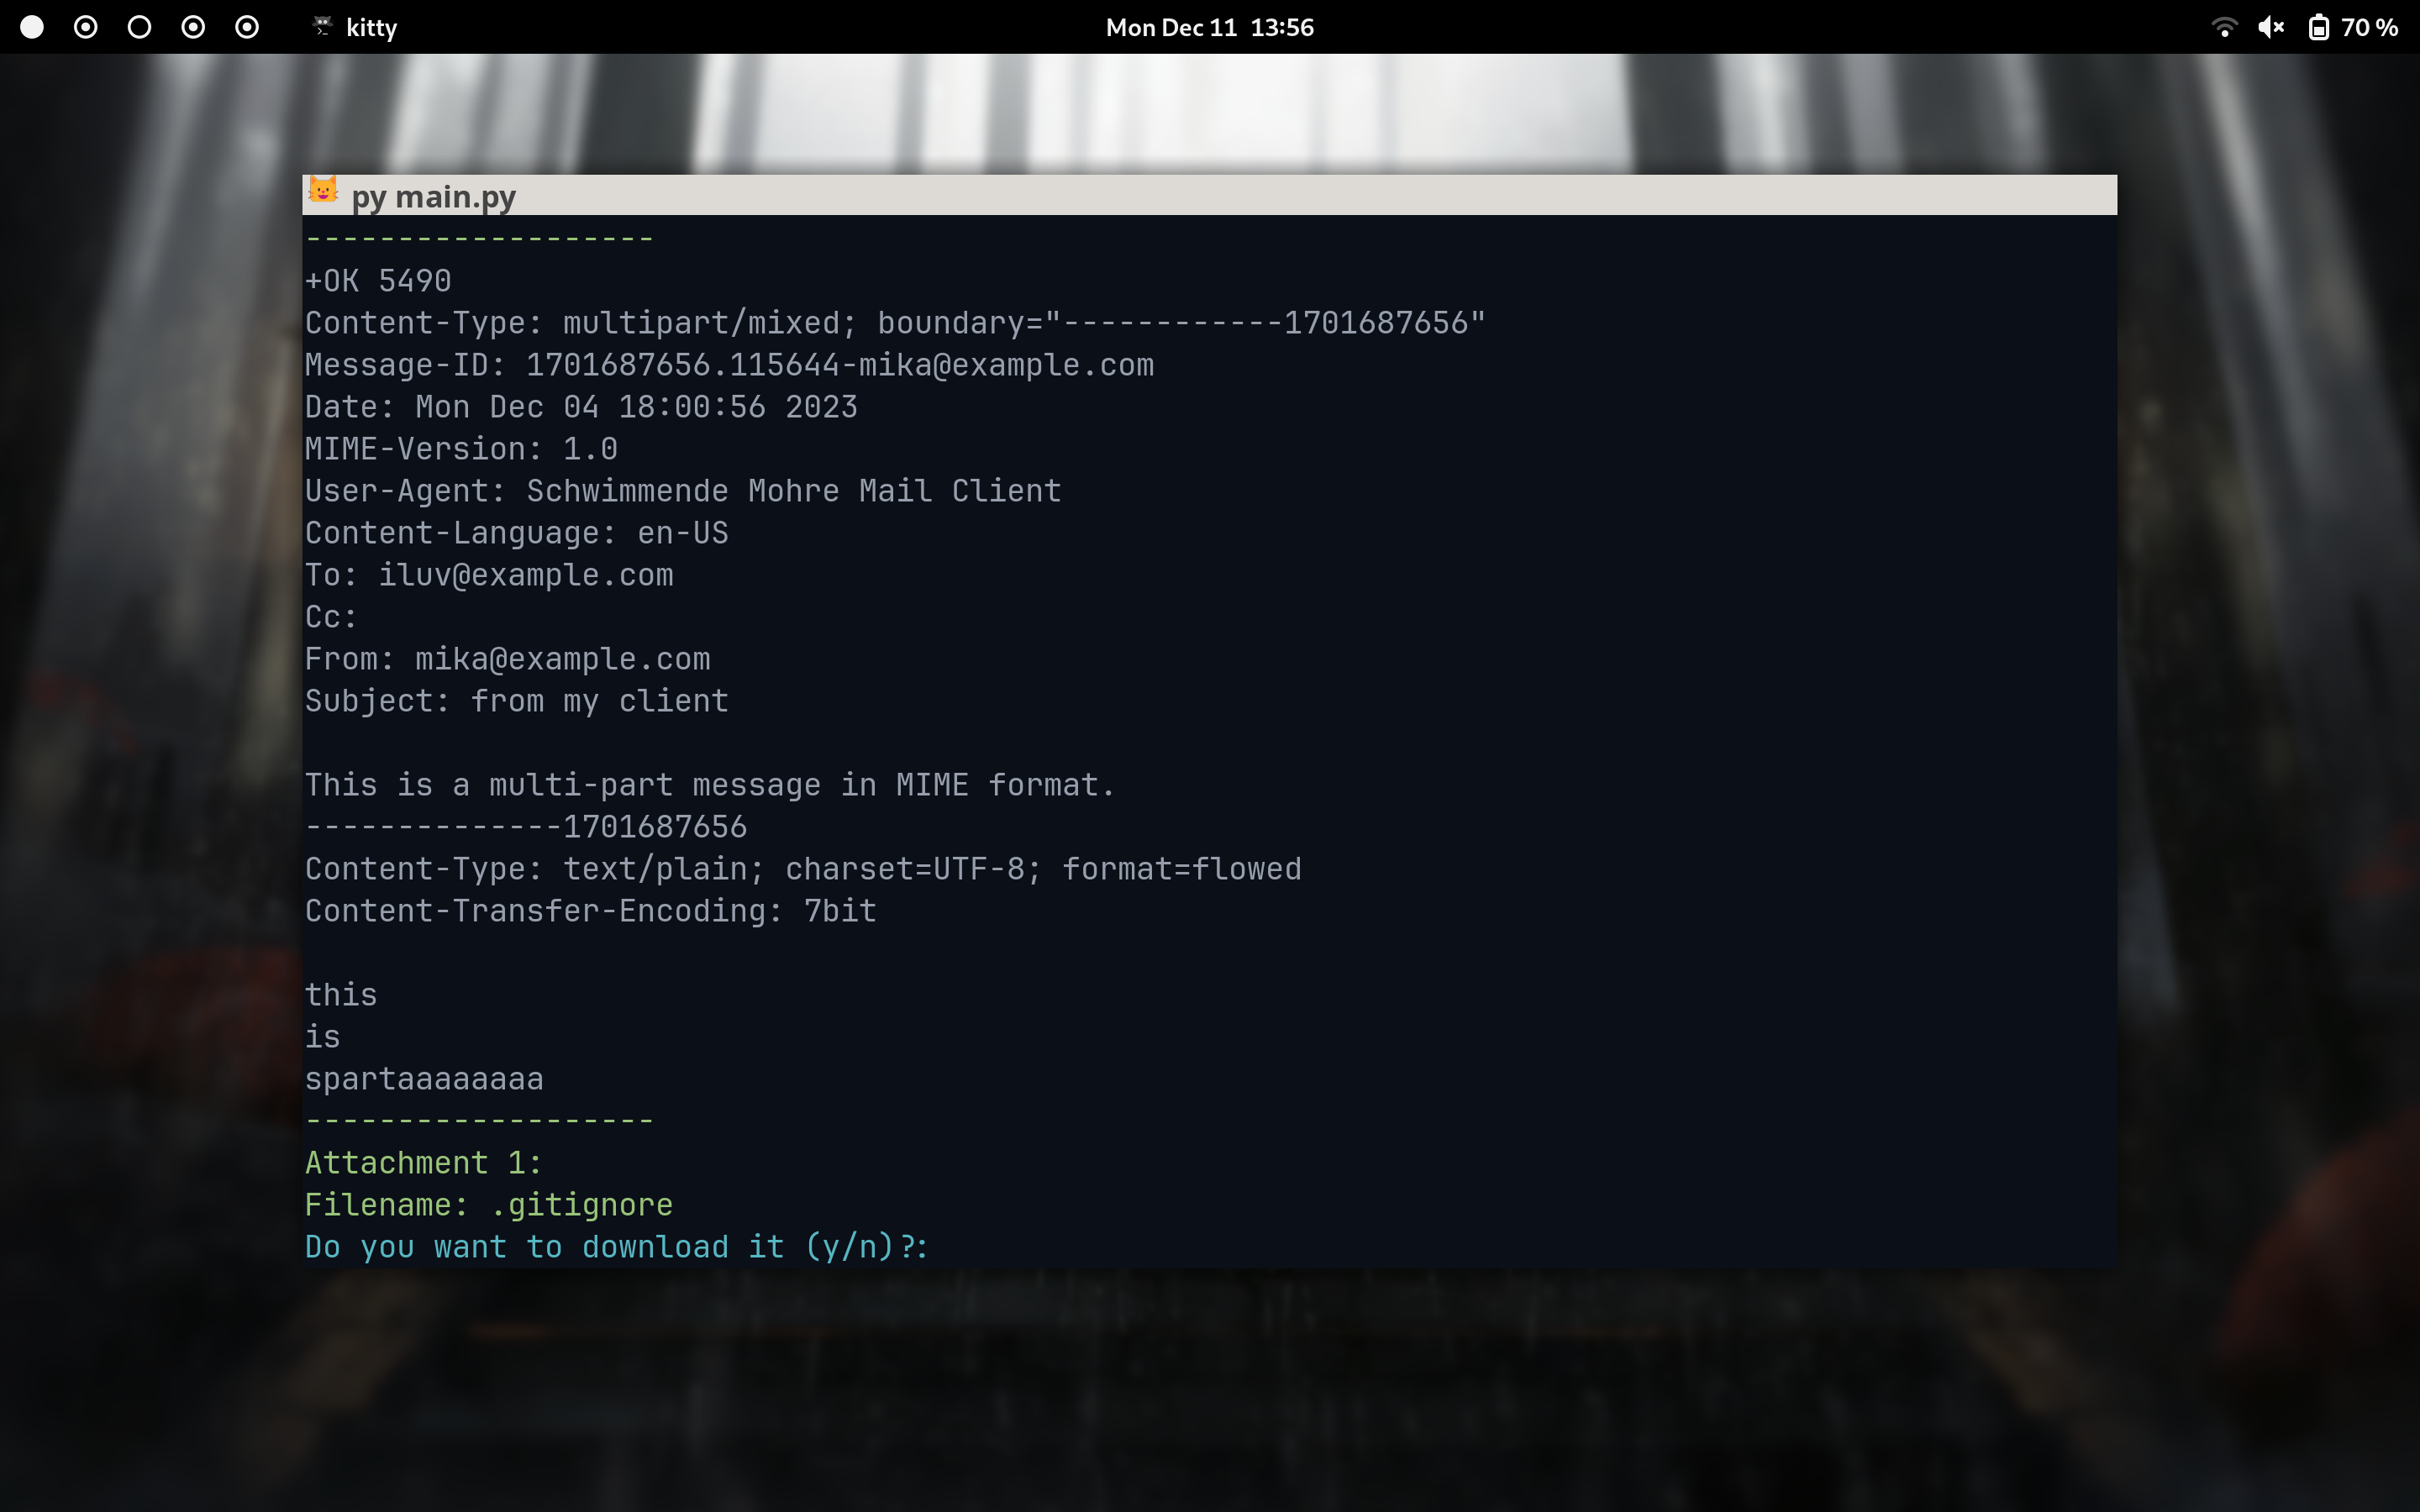 kitty
Mon Dec 11 13:56
70 %
py main.py
-------------------
+OK 5490
Content-Type: multipart/mixed; boundary="------------1701687656"
Message-ID: 1701687656.115644-mika@example.com
Date: Mon Dec 04 18:00:56 2023
MIME-Version: 1.0
User-Agent: Schwimmende Mohre Mail Client
Content-Language: en-US
To: iluv@example.com
Cc:
From: mika@example.com
Subject: from my client
This is a multi-part message in MIME format.
--------------1701687656
Content-Type: text/plain; charset=UTF-8; format=flowed
Content-Transfer-Encoding: 7bit
this
is
spartaaaaaaaa
-------------------
Attachment 1:
Filename: .gitignore
Do you want to download it (y/n)?: